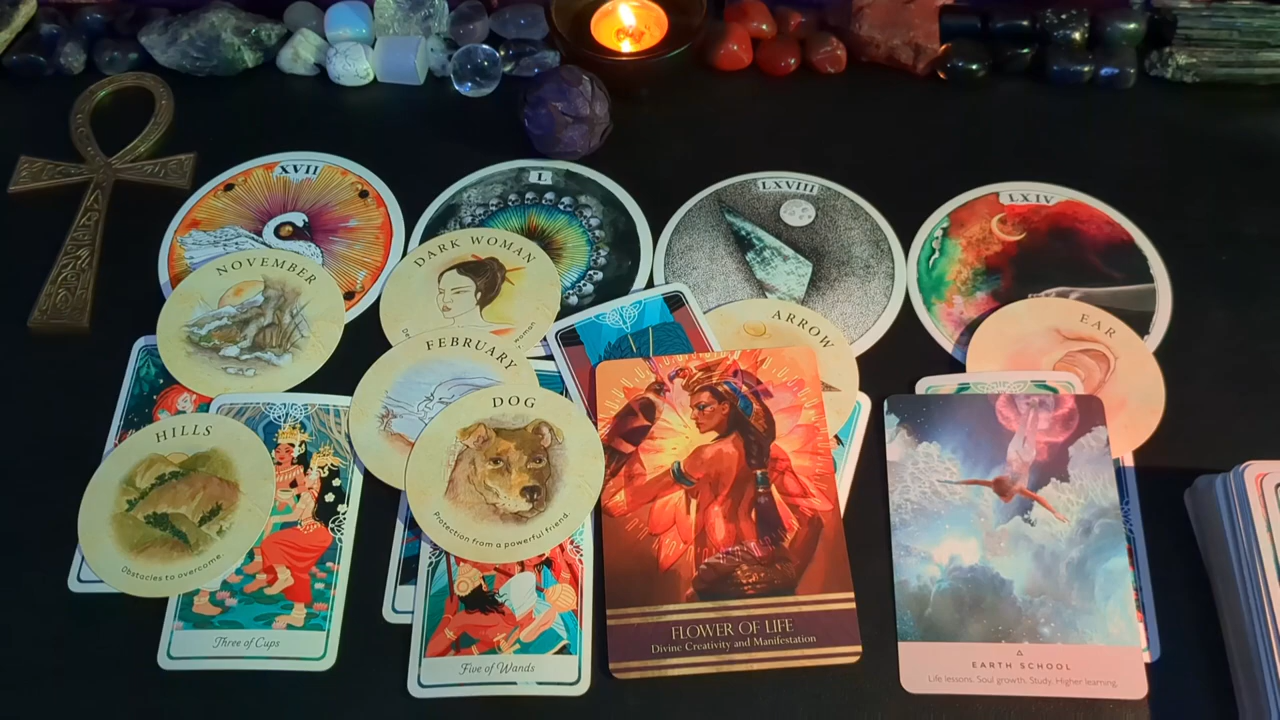 XVII
L
LXVIII
LXIV
NOVEMBER
DARK WOMAN
woman.
FEBRUARY
ARROW
EAR
HILLS
Obstacles to overcome.
DOG
Protection from a powerful friend.
Three of Cups
Five of Wands
FLOWER OF LIFE
Divine Creativity and Manifestation
EARTH SCHOOL
Life lessons. Soul growth. Study. Higher learning.